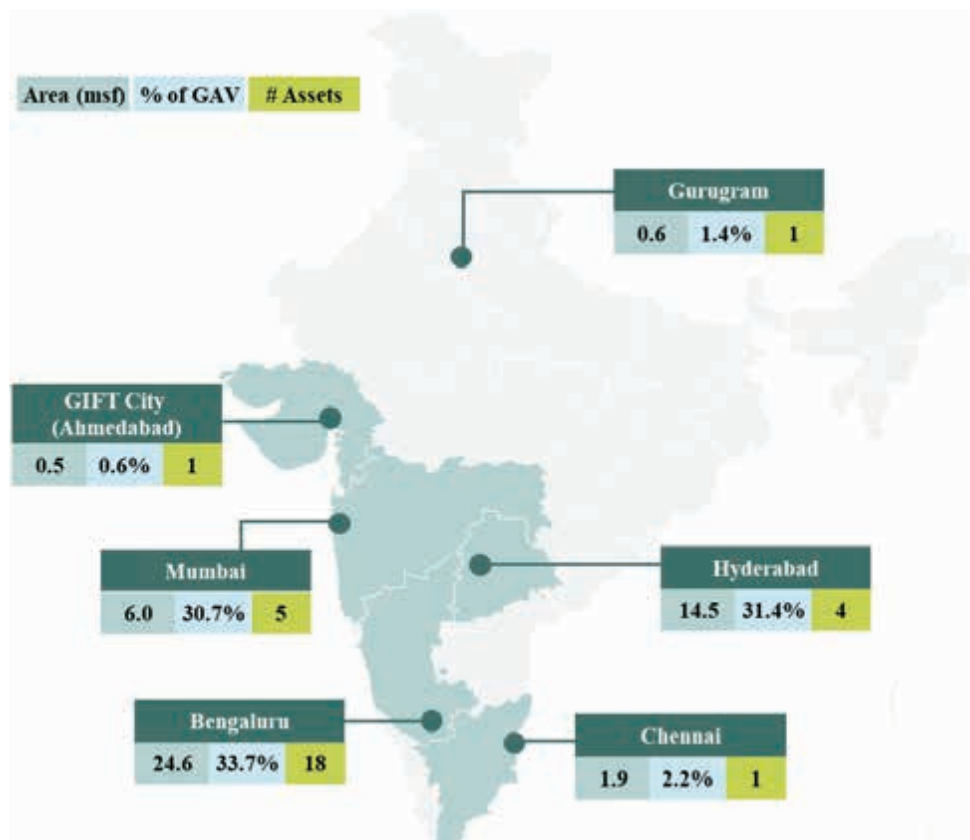 Area (msf) % of GAV # Assets
Gurugram
0.6 1.4% 1
GIFT City
(Ahmedabad)
0.5 0.6% 1
Mumbai
6.0 30.7% 5
Hyderabad
14.5 31.4% 4
Bengaluru
24.6 33.7% 18
Chennai
1.9 2.2% 1